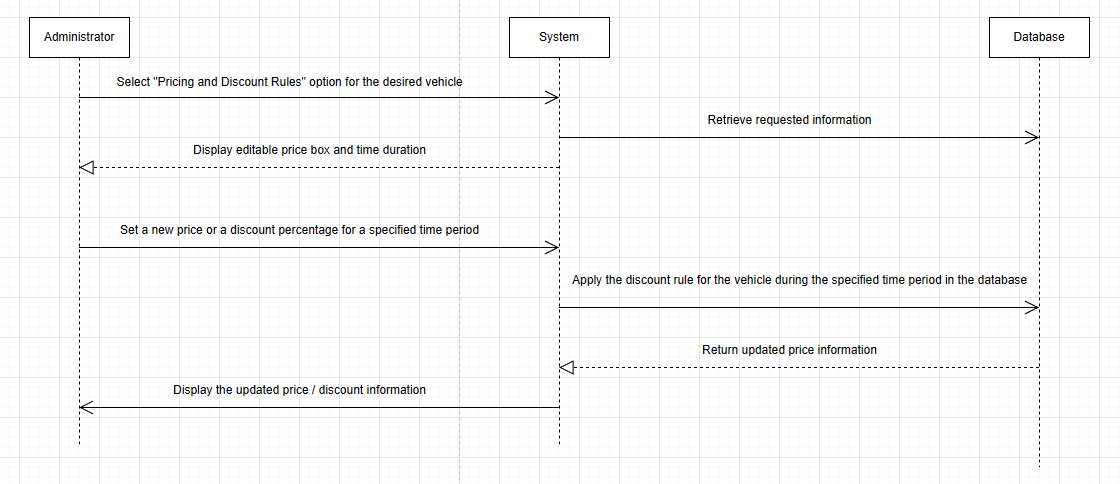 Administrator
System
Database
Select "Pricing and Discount Rules" option for the desired vehicle
Retrieve requested information
Display editable price box and time duration
Set a new price or a discount percentage for a specified time period
Apply the discount rule for the vehicle during the specified time period in the database
Return updated price information
Display the updated price / discount information